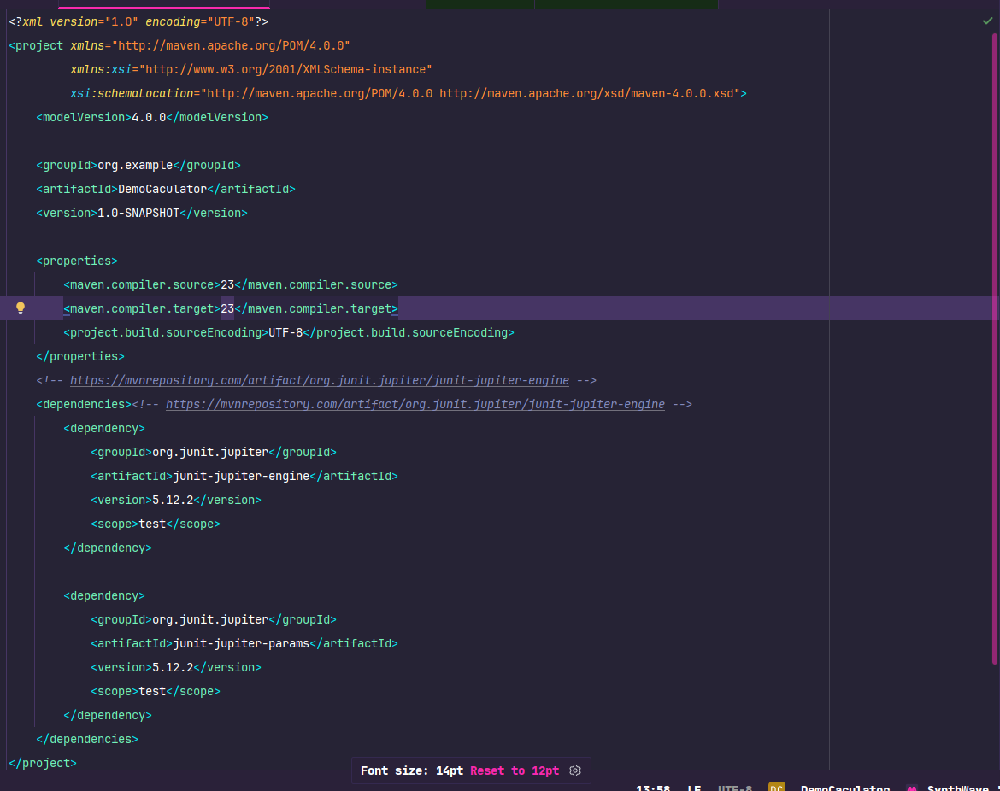 <?xml version="1.0" encoding="UTF-8"?>
<project xmlns="http://maven.apache.org/POM/4.0.0"
         xmlns:xsi="http://www.w3.org/2001/XMLSchema-instance"
         xsi:schemaLocation="http://maven.apache.org/POM/4.0.0 http://maven.apache.org/xsd/maven-4.0.0.xsd">
    <modelVersion>4.0.0</modelVersion>

    <groupId>org.example</groupId>
    <artifactId>DemoCaculator</artifactId>
    <version>1.0-SNAPSHOT</version>

    <properties>
        <maven.compiler.source>23</maven.compiler.source>
        <maven.compiler.target>23</maven.compiler.target>
        <project.build.sourceEncoding>UTF-8</project.build.sourceEncoding>
    </properties>
    <!-- https://mvnrepository.com/artifact/org.junit.jupiter/junit-jupiter-engine -->
    <dependencies><!-- https://mvnrepository.com/artifact/org.junit.jupiter/junit-jupiter-engine -->
        <dependency>
            <groupId>org.junit.jupiter</groupId>
            <artifactId>junit-jupiter-engine</artifactId>
            <version>5.12.2</version>
            <scope>test</scope>
        </dependency>

        <dependency>
            <groupId>org.junit.jupiter</groupId>
            <artifactId>junit-jupiter-params</artifactId>
            <version>5.12.2</version>
            <scope>test</scope>
        </dependency>
    </dependencies>
</project>
Font size: 14pt Reset to 12pt
13:58 LF UTF-8 DC DemoCaculator SynthWave